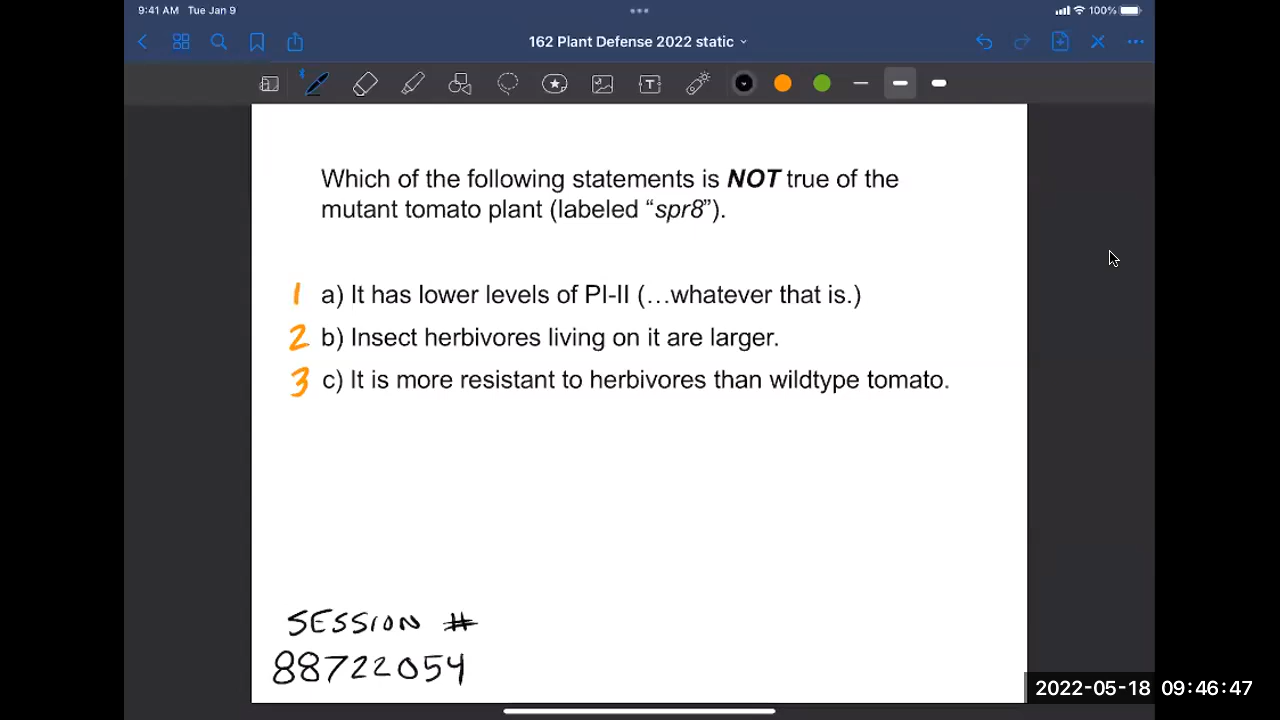 9:41 AM Tue Jan 9
100%
162 Plant Defense 2022 static
Which of the following statements is NOT true of the
mutant tomato plant (labeled “spr8”).
1 a) It has lower levels of PI-II (…whatever that is.)
2 b) Insect herbivores living on it are larger.
3 c) It is more resistant to herbivores than wildtype tomato.
SESSION #
88722054
2022-05-18 09:46:47